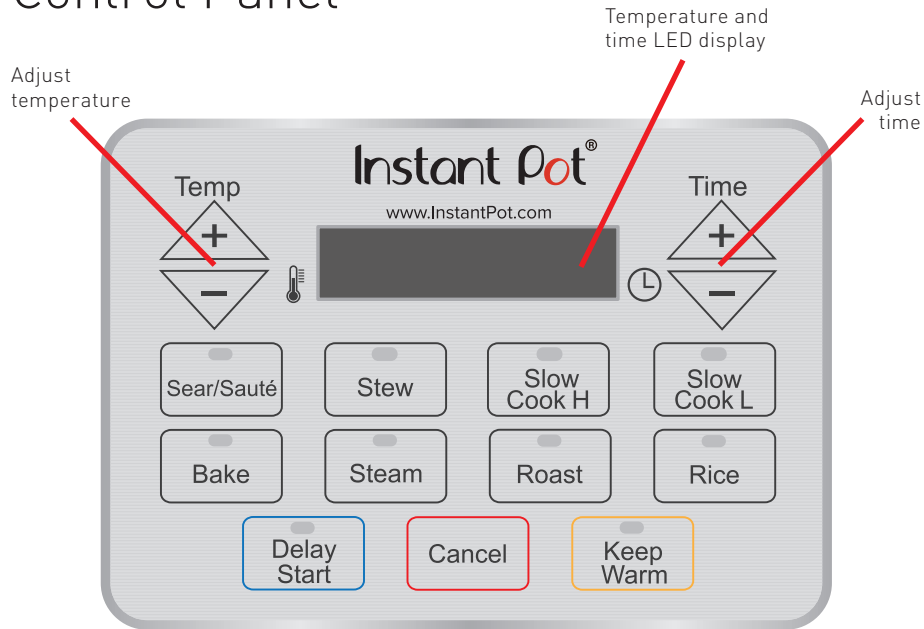 Control Panel
Temperature and
time LED display
Adjust
temperature
Adjust
time
Instant Pot®
www.InstantPot.com
Temp
+
−
Time
+
−
Sear/Sauté
Stew
Slow
Cook H
Slow
Cook L
Bake
Steam
Roast
Rice
Delay
Start
Cancel
Keep
Warm